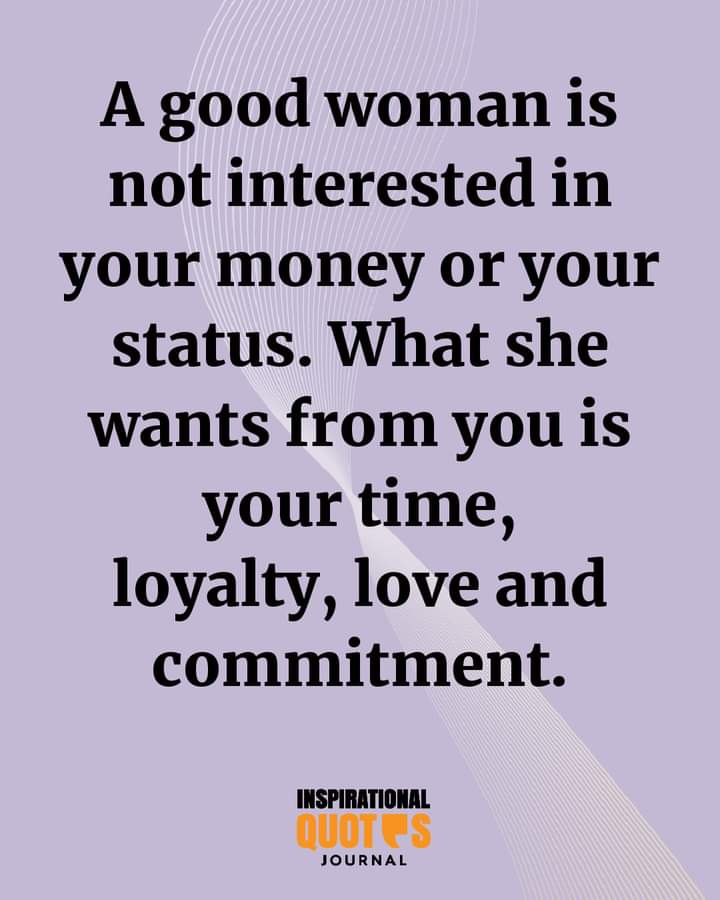 A good woman is
not interested in
your money or your
status. What she
wants from you is
your time,
loyalty, love and
commitment.
INSPIRATIONAL
QUOTES
JOURNAL